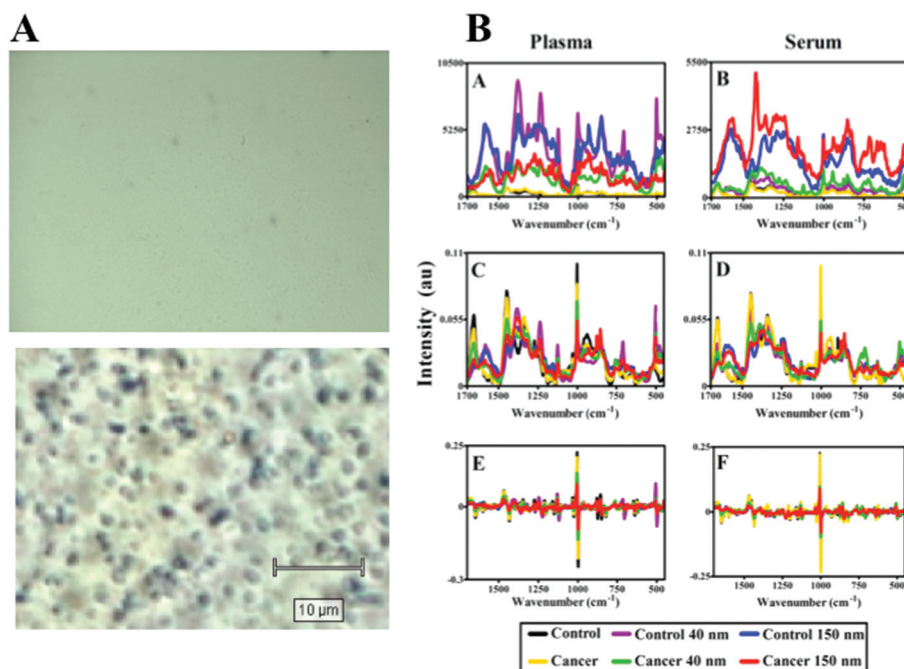 A
10 µm
B
Plasma
Serum
Intensity (au)
A
10500
5250
0
1700 1500 1250 1000 750 500
Wavenumber (cm⁻¹)
B
5500
2750
0
1700 1500 1250 1000 750 500
Wavenumber (cm⁻¹)
C
0.11
0.055
0
1500 1250 1000 750 500
Wavenumber (cm⁻¹)
D
0.11
0.055
0
1500 1250 1000 750 500
Wavenumber (cm⁻¹)
E
0.25
0
-0.3
1500 1250 1000 750 500
Wavenumber (cm⁻¹)
F
0.25
0
-0.25
1500 1250 1000 750 500
Wavenumber (cm⁻¹)
Control Control 40 nm Control 150 nm
Cancer Cancer 40 nm Cancer 150 nm